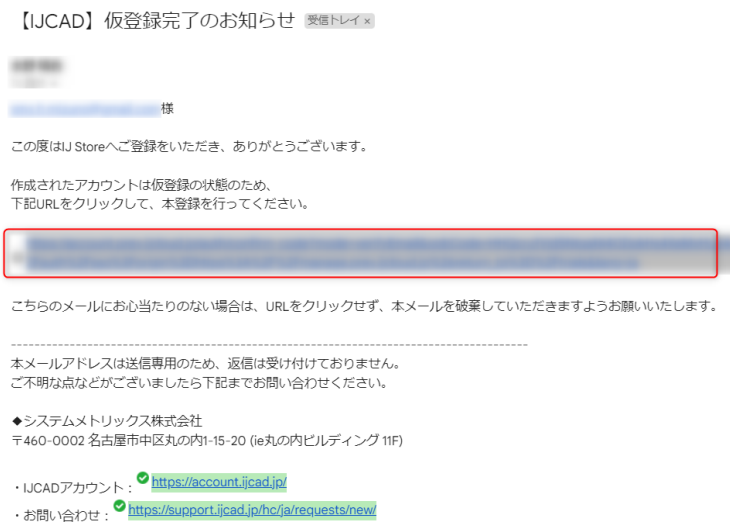 【IJCAD】仮登録完了のお知らせ 受信トレイ ×
様
この度はIJ Storeへご登録をいただき、ありがとうございます。
作成されたアカウントは仮登録の状態のため、
下記URLをクリックして、本登録を行ってください。
こちらのメールにお心当たりのない場合は、URLをクリックせず、本メールを破棄していただきますようお願いいたします。
--------------------------------------------------------------------------------------
本メールアドレスは送信専用のため、返信は受け付けておりません。
ご不明な点などがございましたら下記までお問い合わせください。
◆システムメトリックス株式会社
〒460-0002 名古屋市中区丸の内1-15-20 (ie丸の内ビルディング 11F)
・IJCADアカウント： https://account.ijcad.jp/
・お問い合わせ： https://support.ijcad.jp/hc/ja/requests/new/